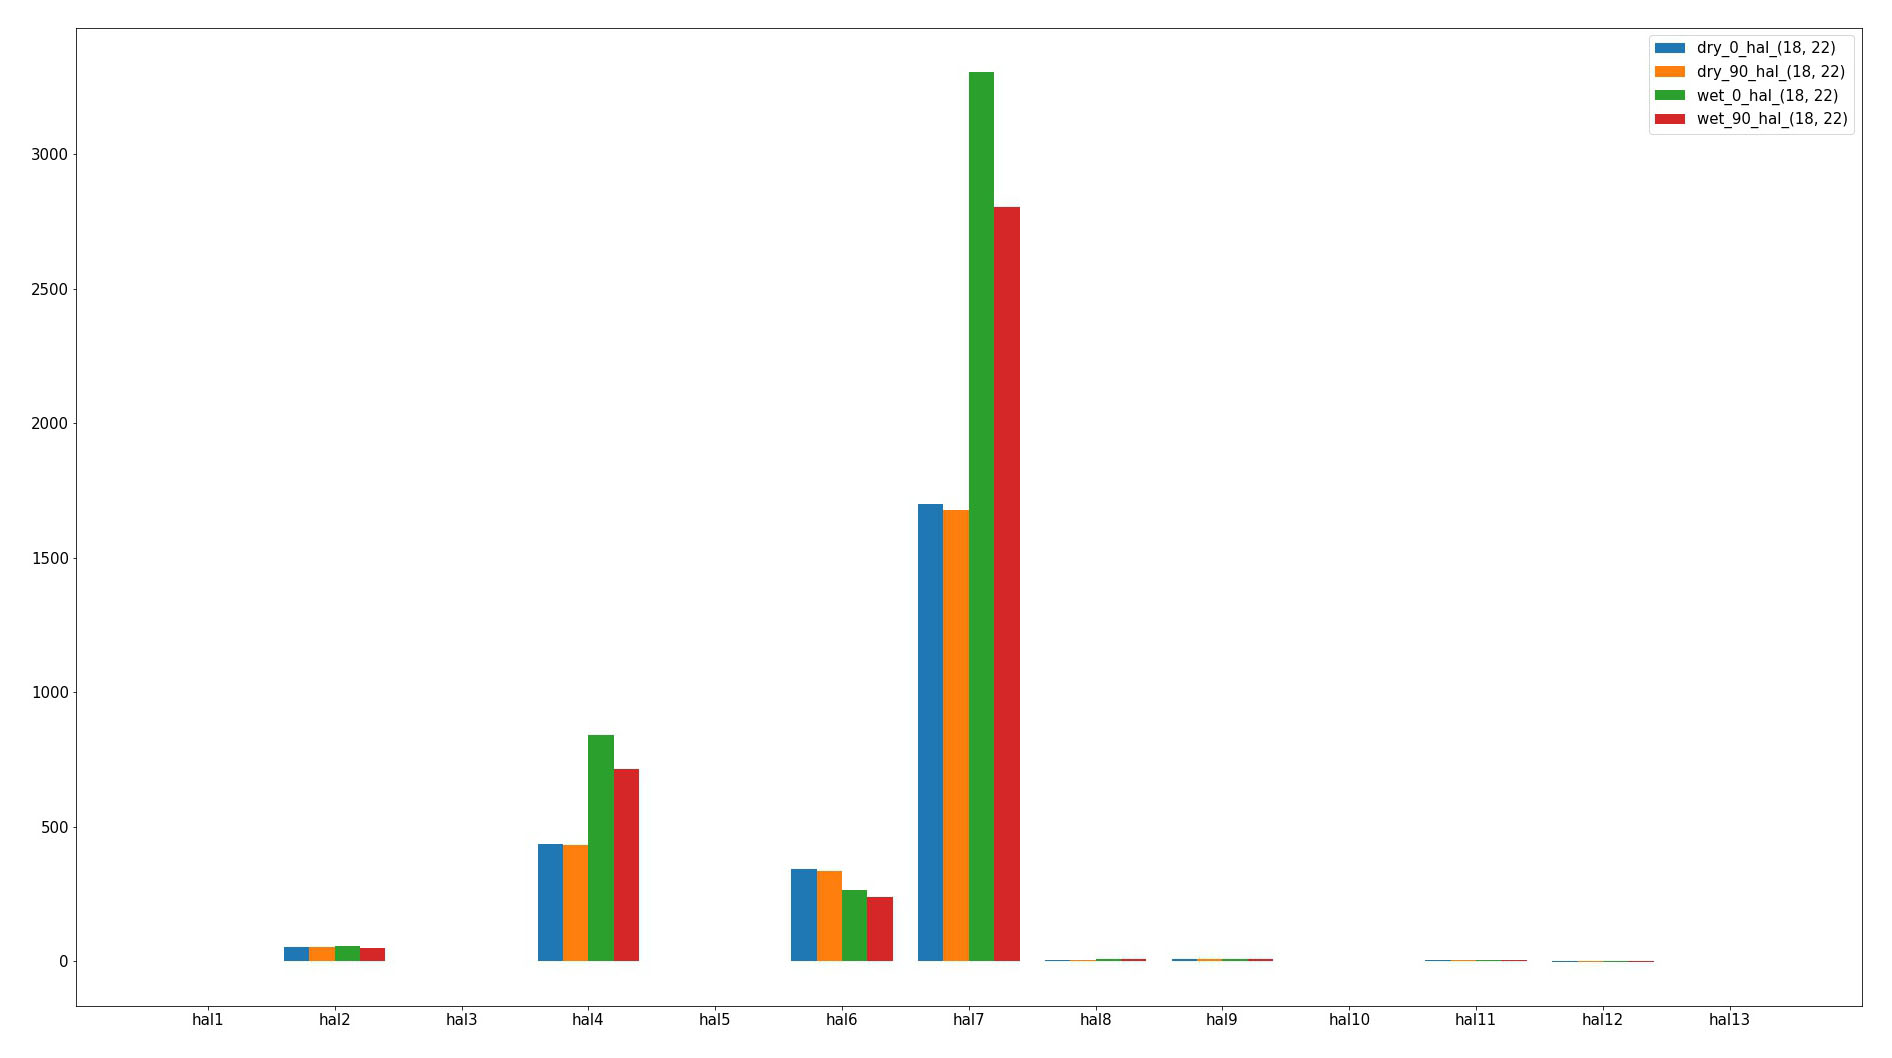 dry_0_hal_(18, 22)
dry_90_hal_(18, 22)
wet_0_hal_(18, 22)
wet_90_hal_(18, 22)
3000
2500
2000
1500
1000
500
0
hal1 hal2 hal3 hal4 hal5 hal6 hal7 hal8 hal9 hal10 hal11 hal12 hal13